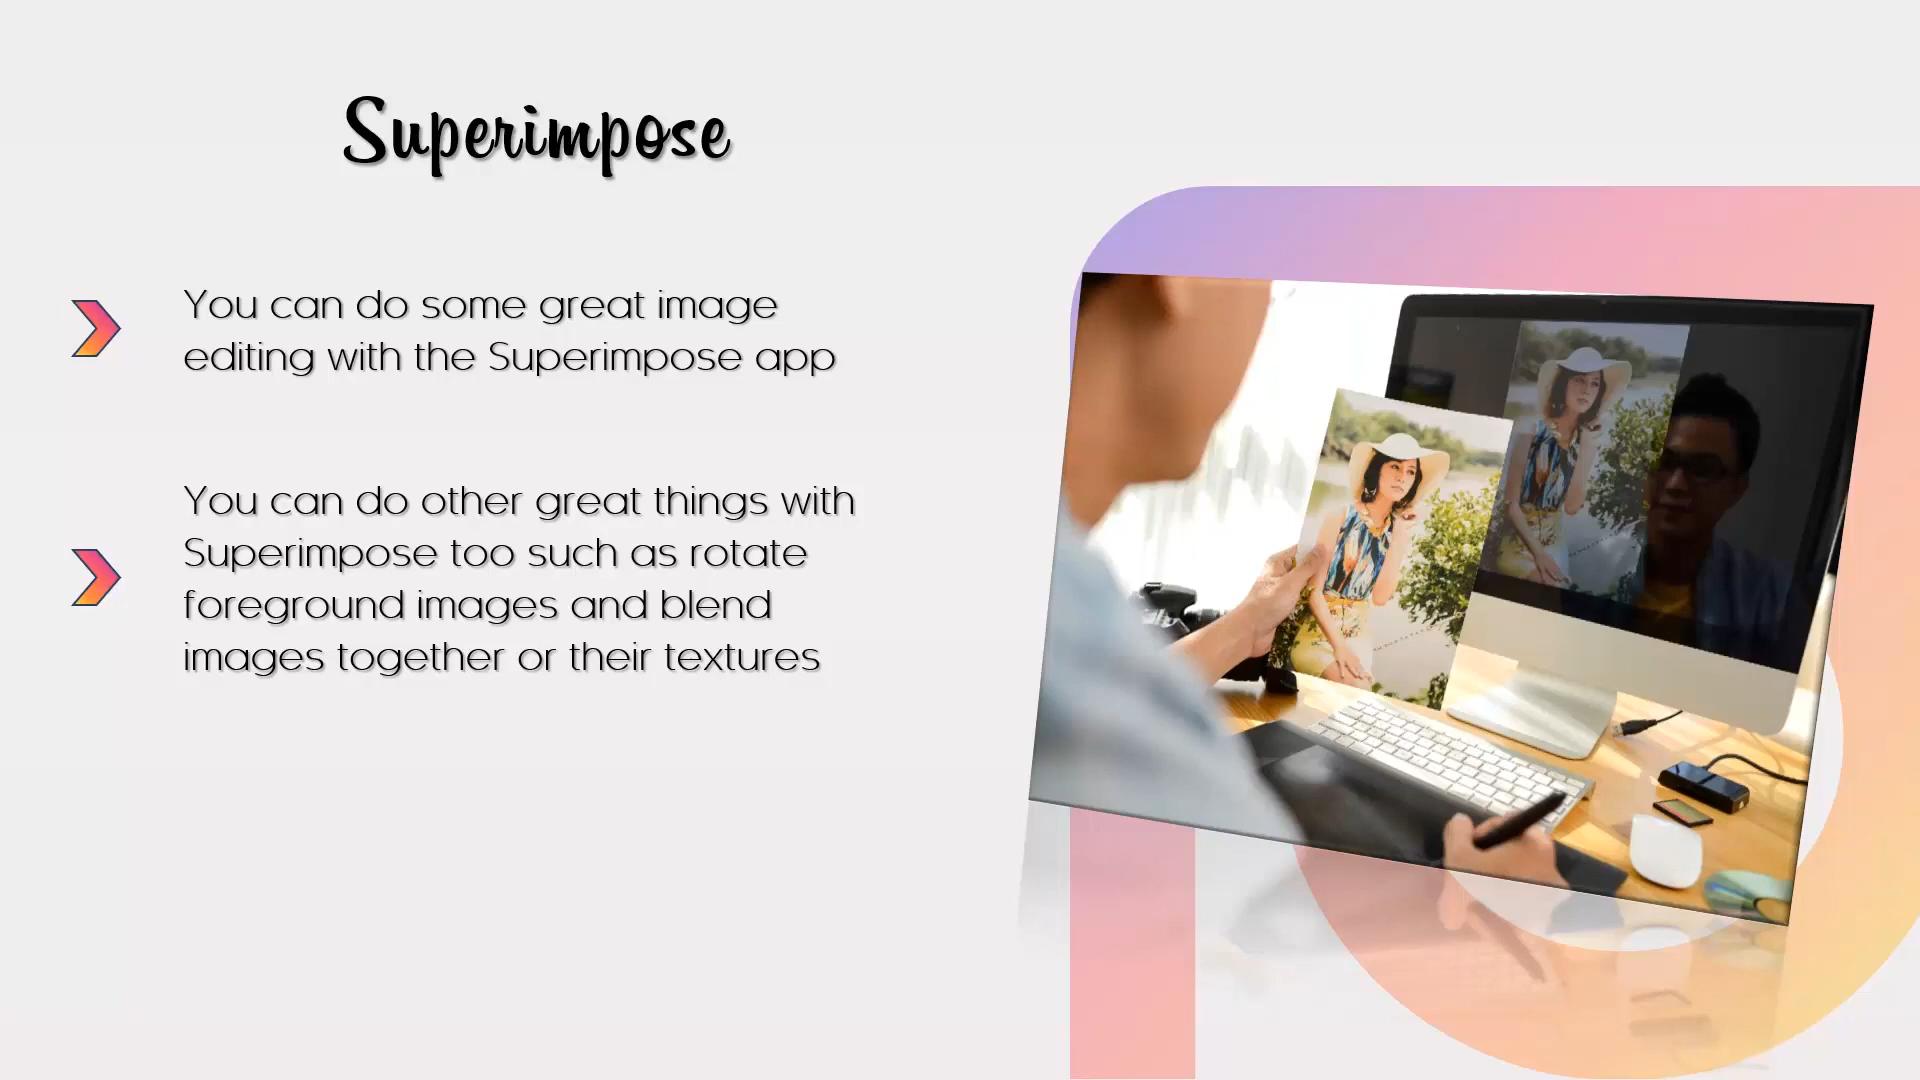 Superimpose
You can do some great image
editing with the Superimpose app
You can do other great things with
Superimpose too such as rotate
foreground images and blend
images together or their textures